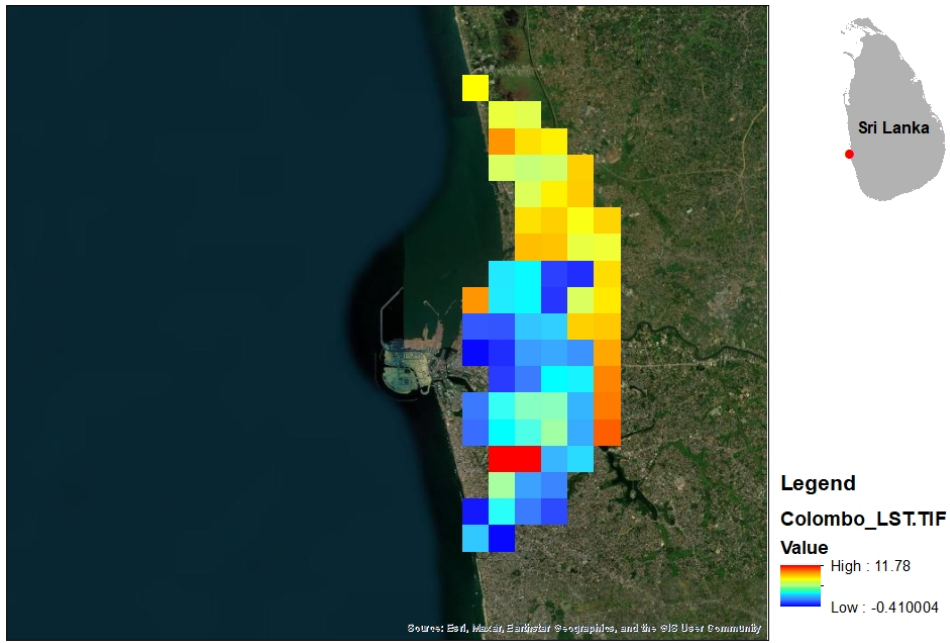 Sri Lanka
Legend
Colombo_LST.TIF
Value
High : 11.78
Low : -0.410004
Source: Esri, Maxar, Earthstar Geographics, and the GIS User Community